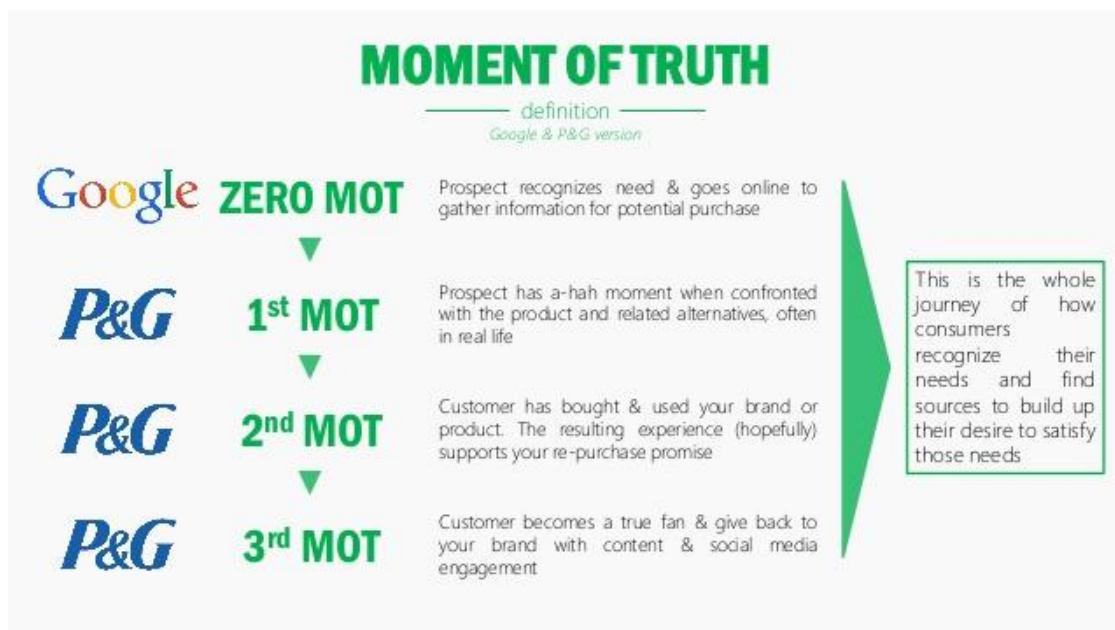 MOMENT OF TRUTH
definition
Google & P&G version
Google
ZERO MOT
Prospect recognizes need & goes online to
gather information for potential purchase
P&G
1st MOT
Prospect has a-hah moment when confronted
with the product and related alternatives, often
in real life
P&G
2nd MOT
Customer has bought & used your brand or
product. The resulting experience (hopefully)
supports your re-purchase promise
P&G
3rd MOT
Customer becomes a true fan & give back to
your brand with content & social media
engagement
This is the whole
journey of how
consumers
recognize their
needs and find
sources to build up
their desire to satisfy
those needs